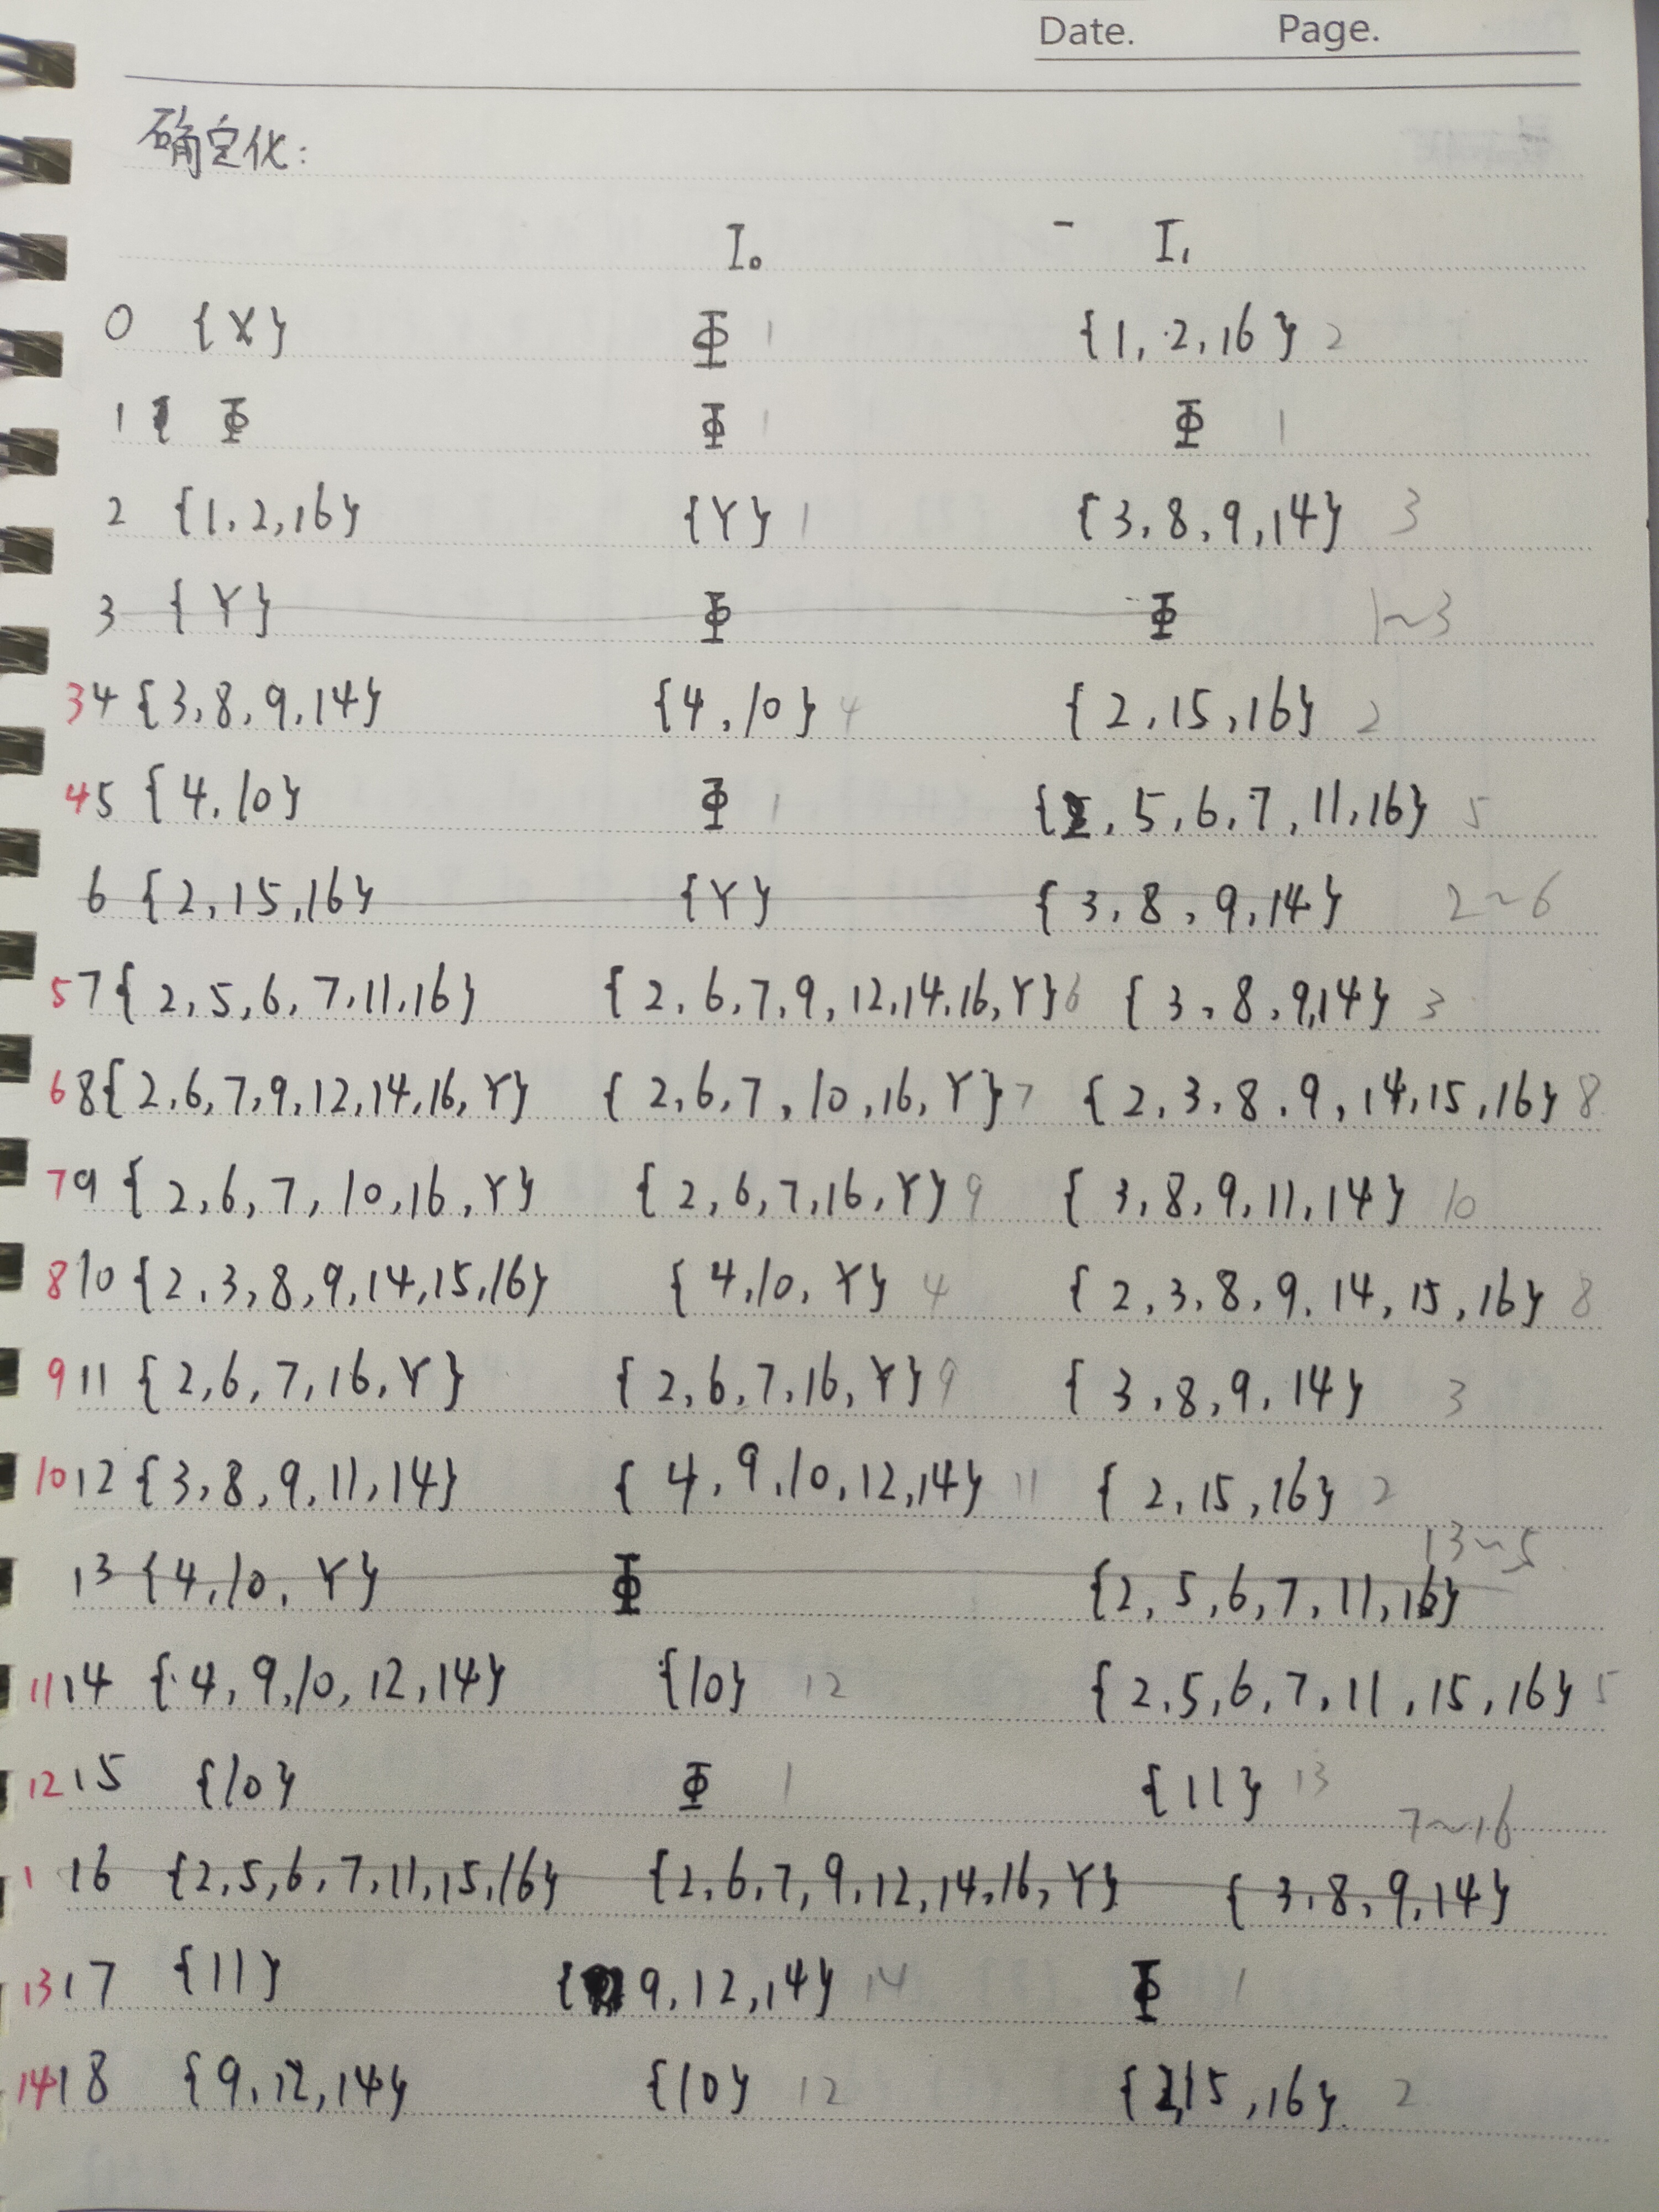 Date. Page.
确定化:
I₀ - I₁
0 {X} Φ 1 {1,2,16} 2
1 Φ Φ 1 Φ 1
2 {1,2,16} {Y} 1 {3,8,9,14} 3
3 {Y} Φ Φ 1~3
3 4 {3,8,9,14} {4,10} 4 {2,15,16} 2
4 5 {4,10} Φ 1 {2,5,6,7,11,16} 5
6 {2,15,16} {Y} {3,8,9,14} 2~6
5 7 {2,5,6,7,11,16} {2,6,7,9,12,14,16,Y} 6 {3,8,9,14} 3
6 8 {2,6,7,9,12,14,16,Y} {2,6,7,10,16,Y} 7 {2,3,8,9,14,15,16} 8
7 9 {2,6,7,10,16,Y} {2,6,7,16,Y} 9 {3,8,9,11,14} 10
8 10 {2,3,8,9,14,15,16} {4,10,Y} 4 {2,3,8,9,14,15,16} 8
9 11 {2,6,7,16,Y} {2,6,7,16,Y} 9 {3,8,9,14} 3
10 12 {3,8,9,11,14} {4,9,10,12,14} 11 {2,15,16} 2
13 {4,10,Y} Φ {2,5,6,7,11,16} 13~5
11 14 {4,9,10,12,14} {10} 12 {2,5,6,7,11,15,16} 5
12 15 {10} Φ 1 {11} 13
1 16 {2,5,6,7,11,15,16} {2,6,7,9,12,14,16,Y} {3,8,9,14} 7~16
13 17 {11} {9,12,14} 14 Φ 1
14 18 {9,12,14} {10} 12 {2,15,16} 2